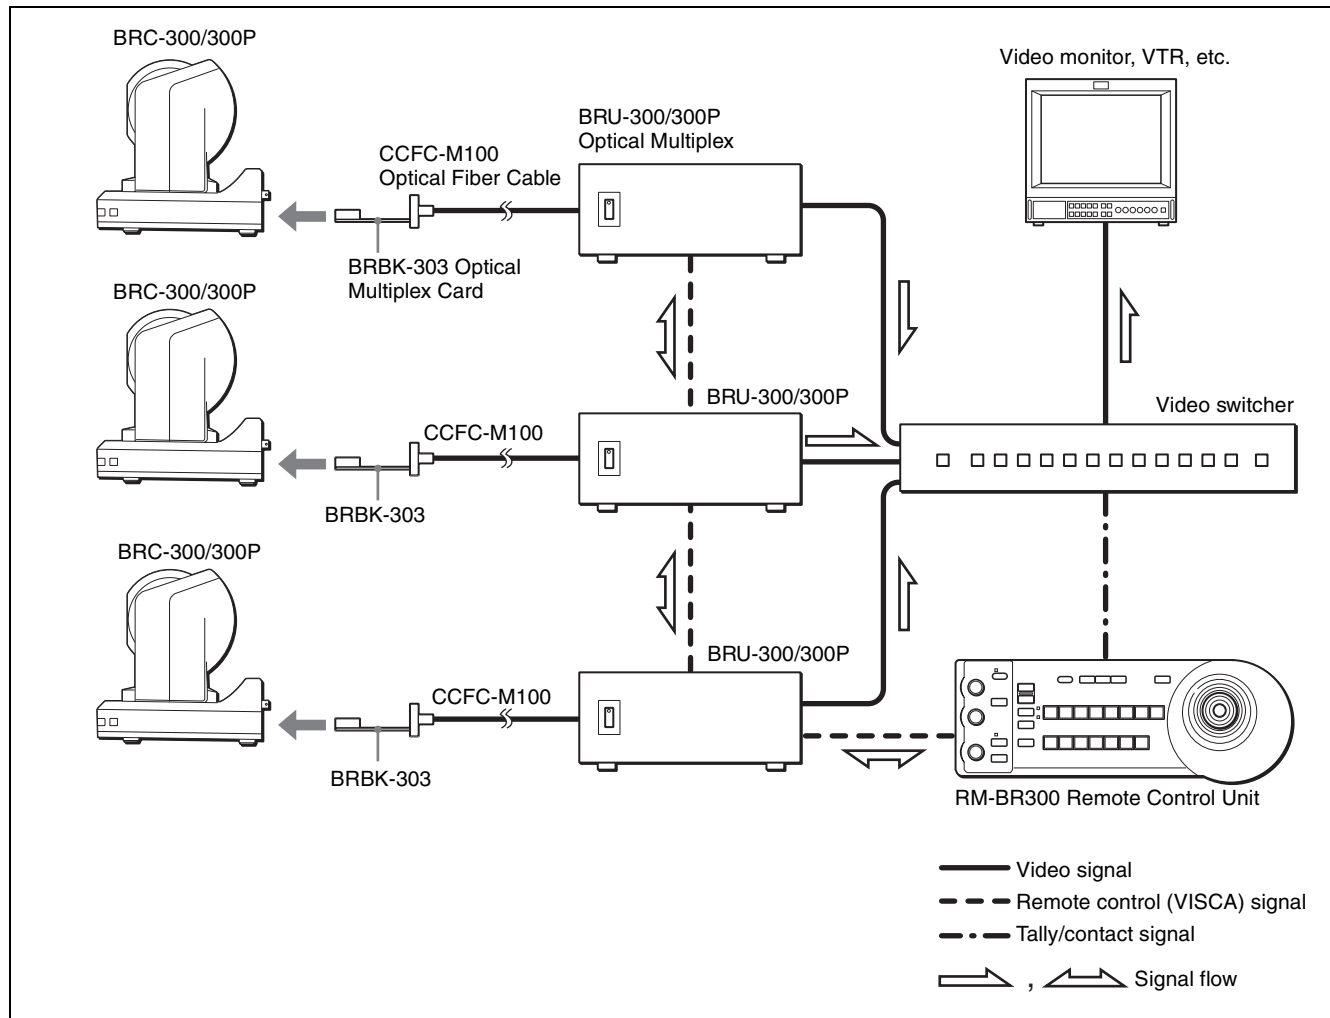 BRC-300/300P
Video monitor, VTR, etc.
BRU-300/300P
Optical Multiplex
CCFC-M100
Optical Fiber Cable
BRBK-303 Optical
Multiplex Card
BRC-300/300P
BRU-300/300P
Video switcher
CCFC-M100
BRBK-303
BRC-300/300P
BRU-300/300P
CCFC-M100
BRBK-303
RM-BR300 Remote Control Unit
Video signal
Remote control (VISCA) signal
Tally/contact signal
, Signal flow